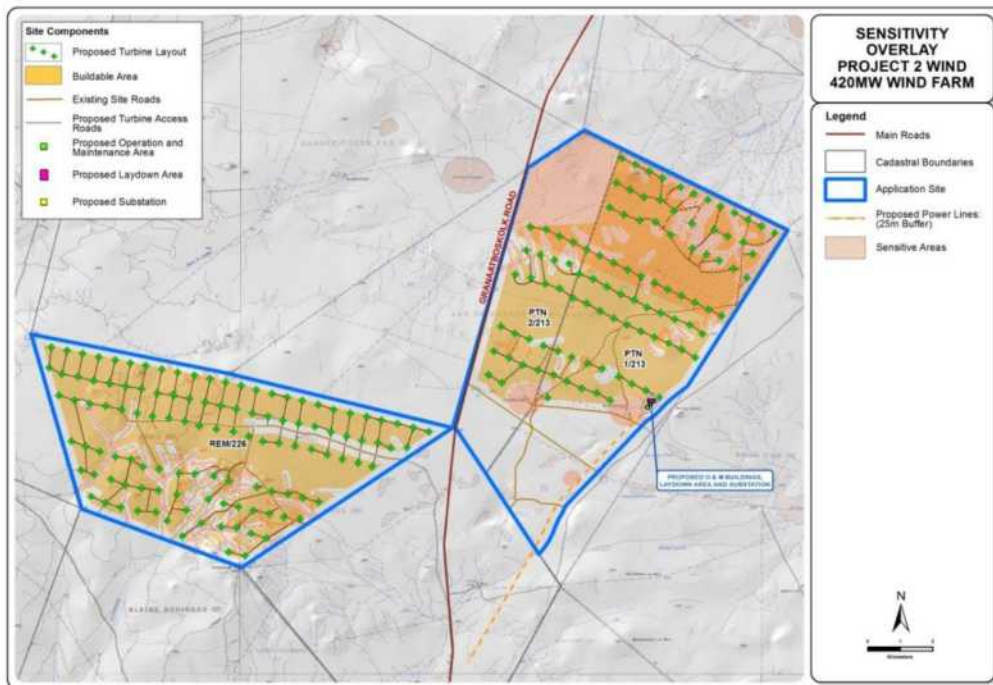 Site Components
Proposed Turbine Layout
Buildable Area
Existing Site Roads
Proposed Turbine Access
Roads
Proposed Operation and
Maintenance Area
Proposed Laydown Area
Proposed Substation
SENSITIVITY
OVERLAY
PROJECT 2 WIND
420MW WIND FARM
Legend
Main Roads
Cadastral Boundaries
Application Site
Proposed Power Lines:
(25m Buffer)
Sensitive Areas
GRANAATBOSKOLK ROAD
PTN
2/213
PTN
1/213
REM/226
PROPOSED O & M BUILDINGS,
LAYDOWN AREA AND SUBSTATION
N
Kilometers